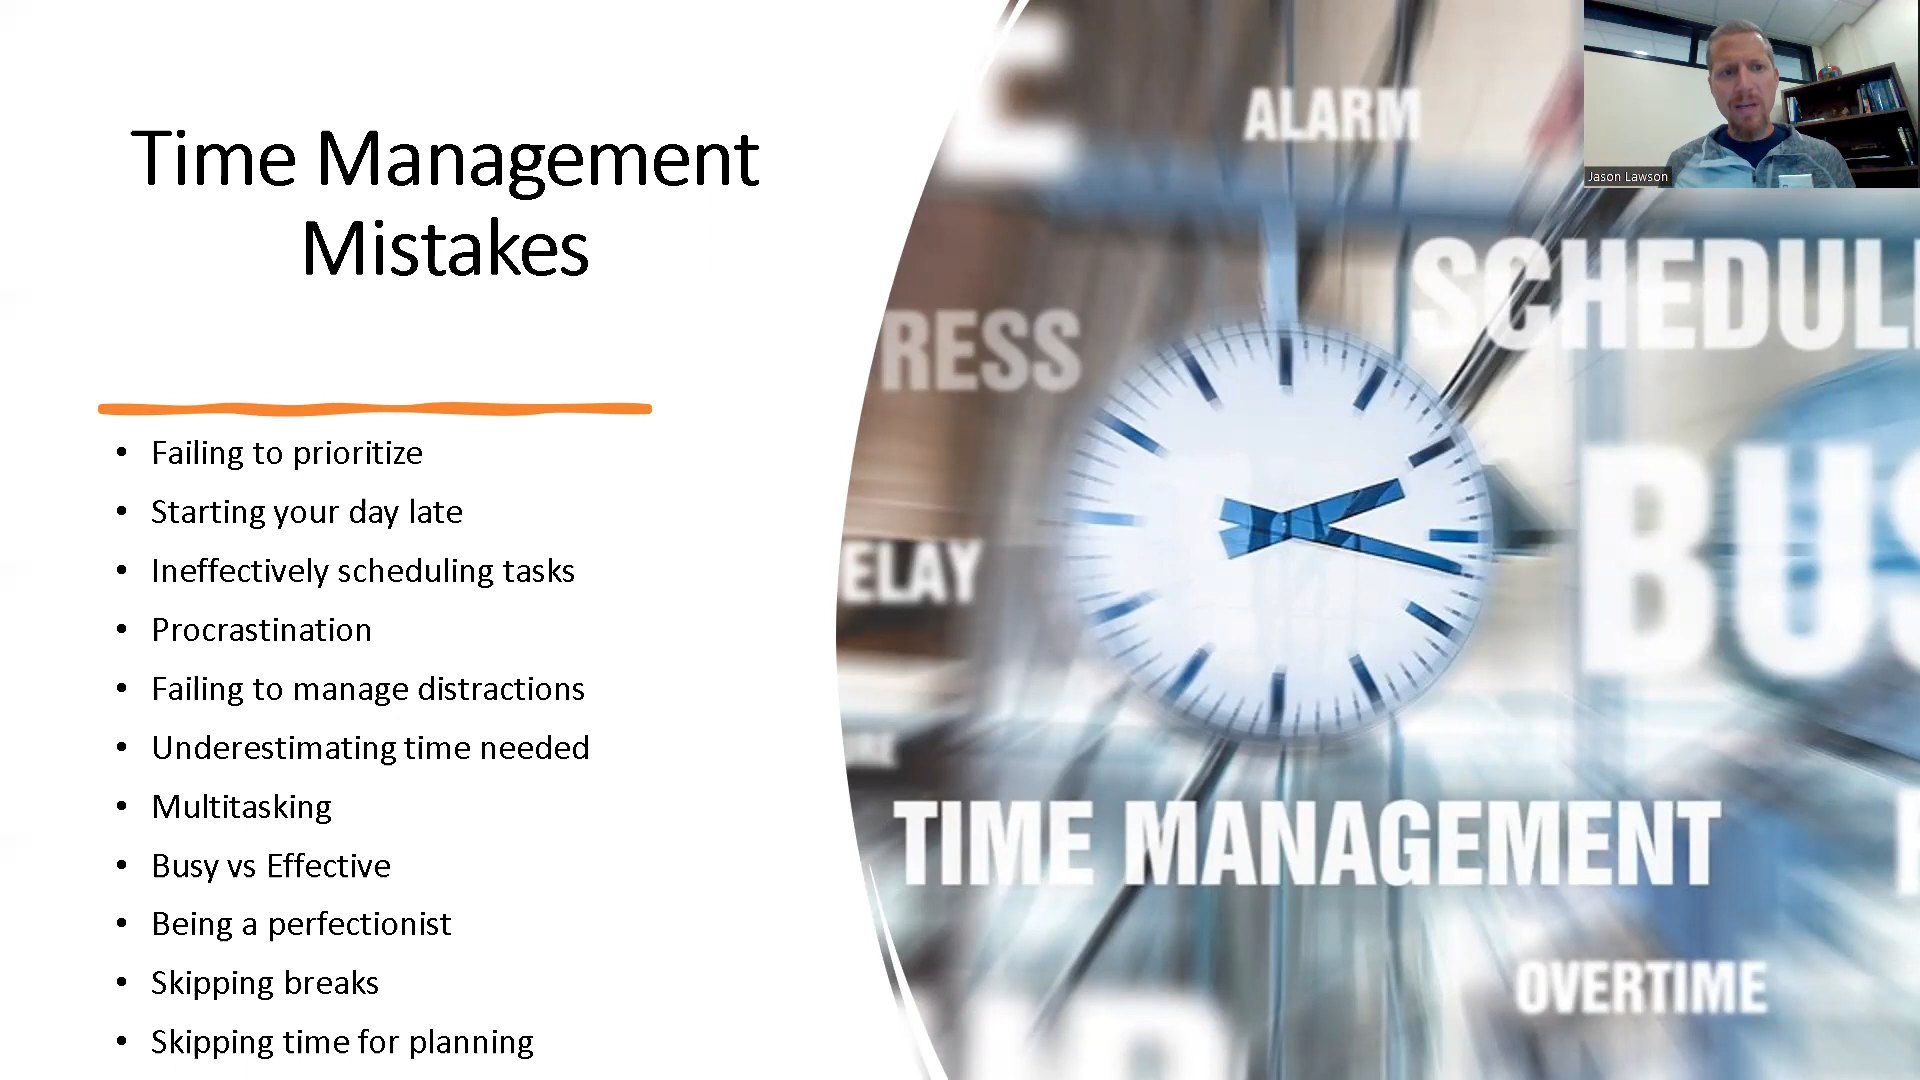 Time Management
Mistakes
• Failing to prioritize
• Starting your day late
• Ineffectively scheduling tasks
• Procrastination
• Failing to manage distractions
• Underestimating time needed
• Multitasking
• Busy vs Effective
• Being a perfectionist
• Skipping breaks
• Skipping time for planning
ALARM
Jason Lawson
SCHEDUL
RESS
BUS
ELAY
TIME MANAGEMENT
OVERTIME